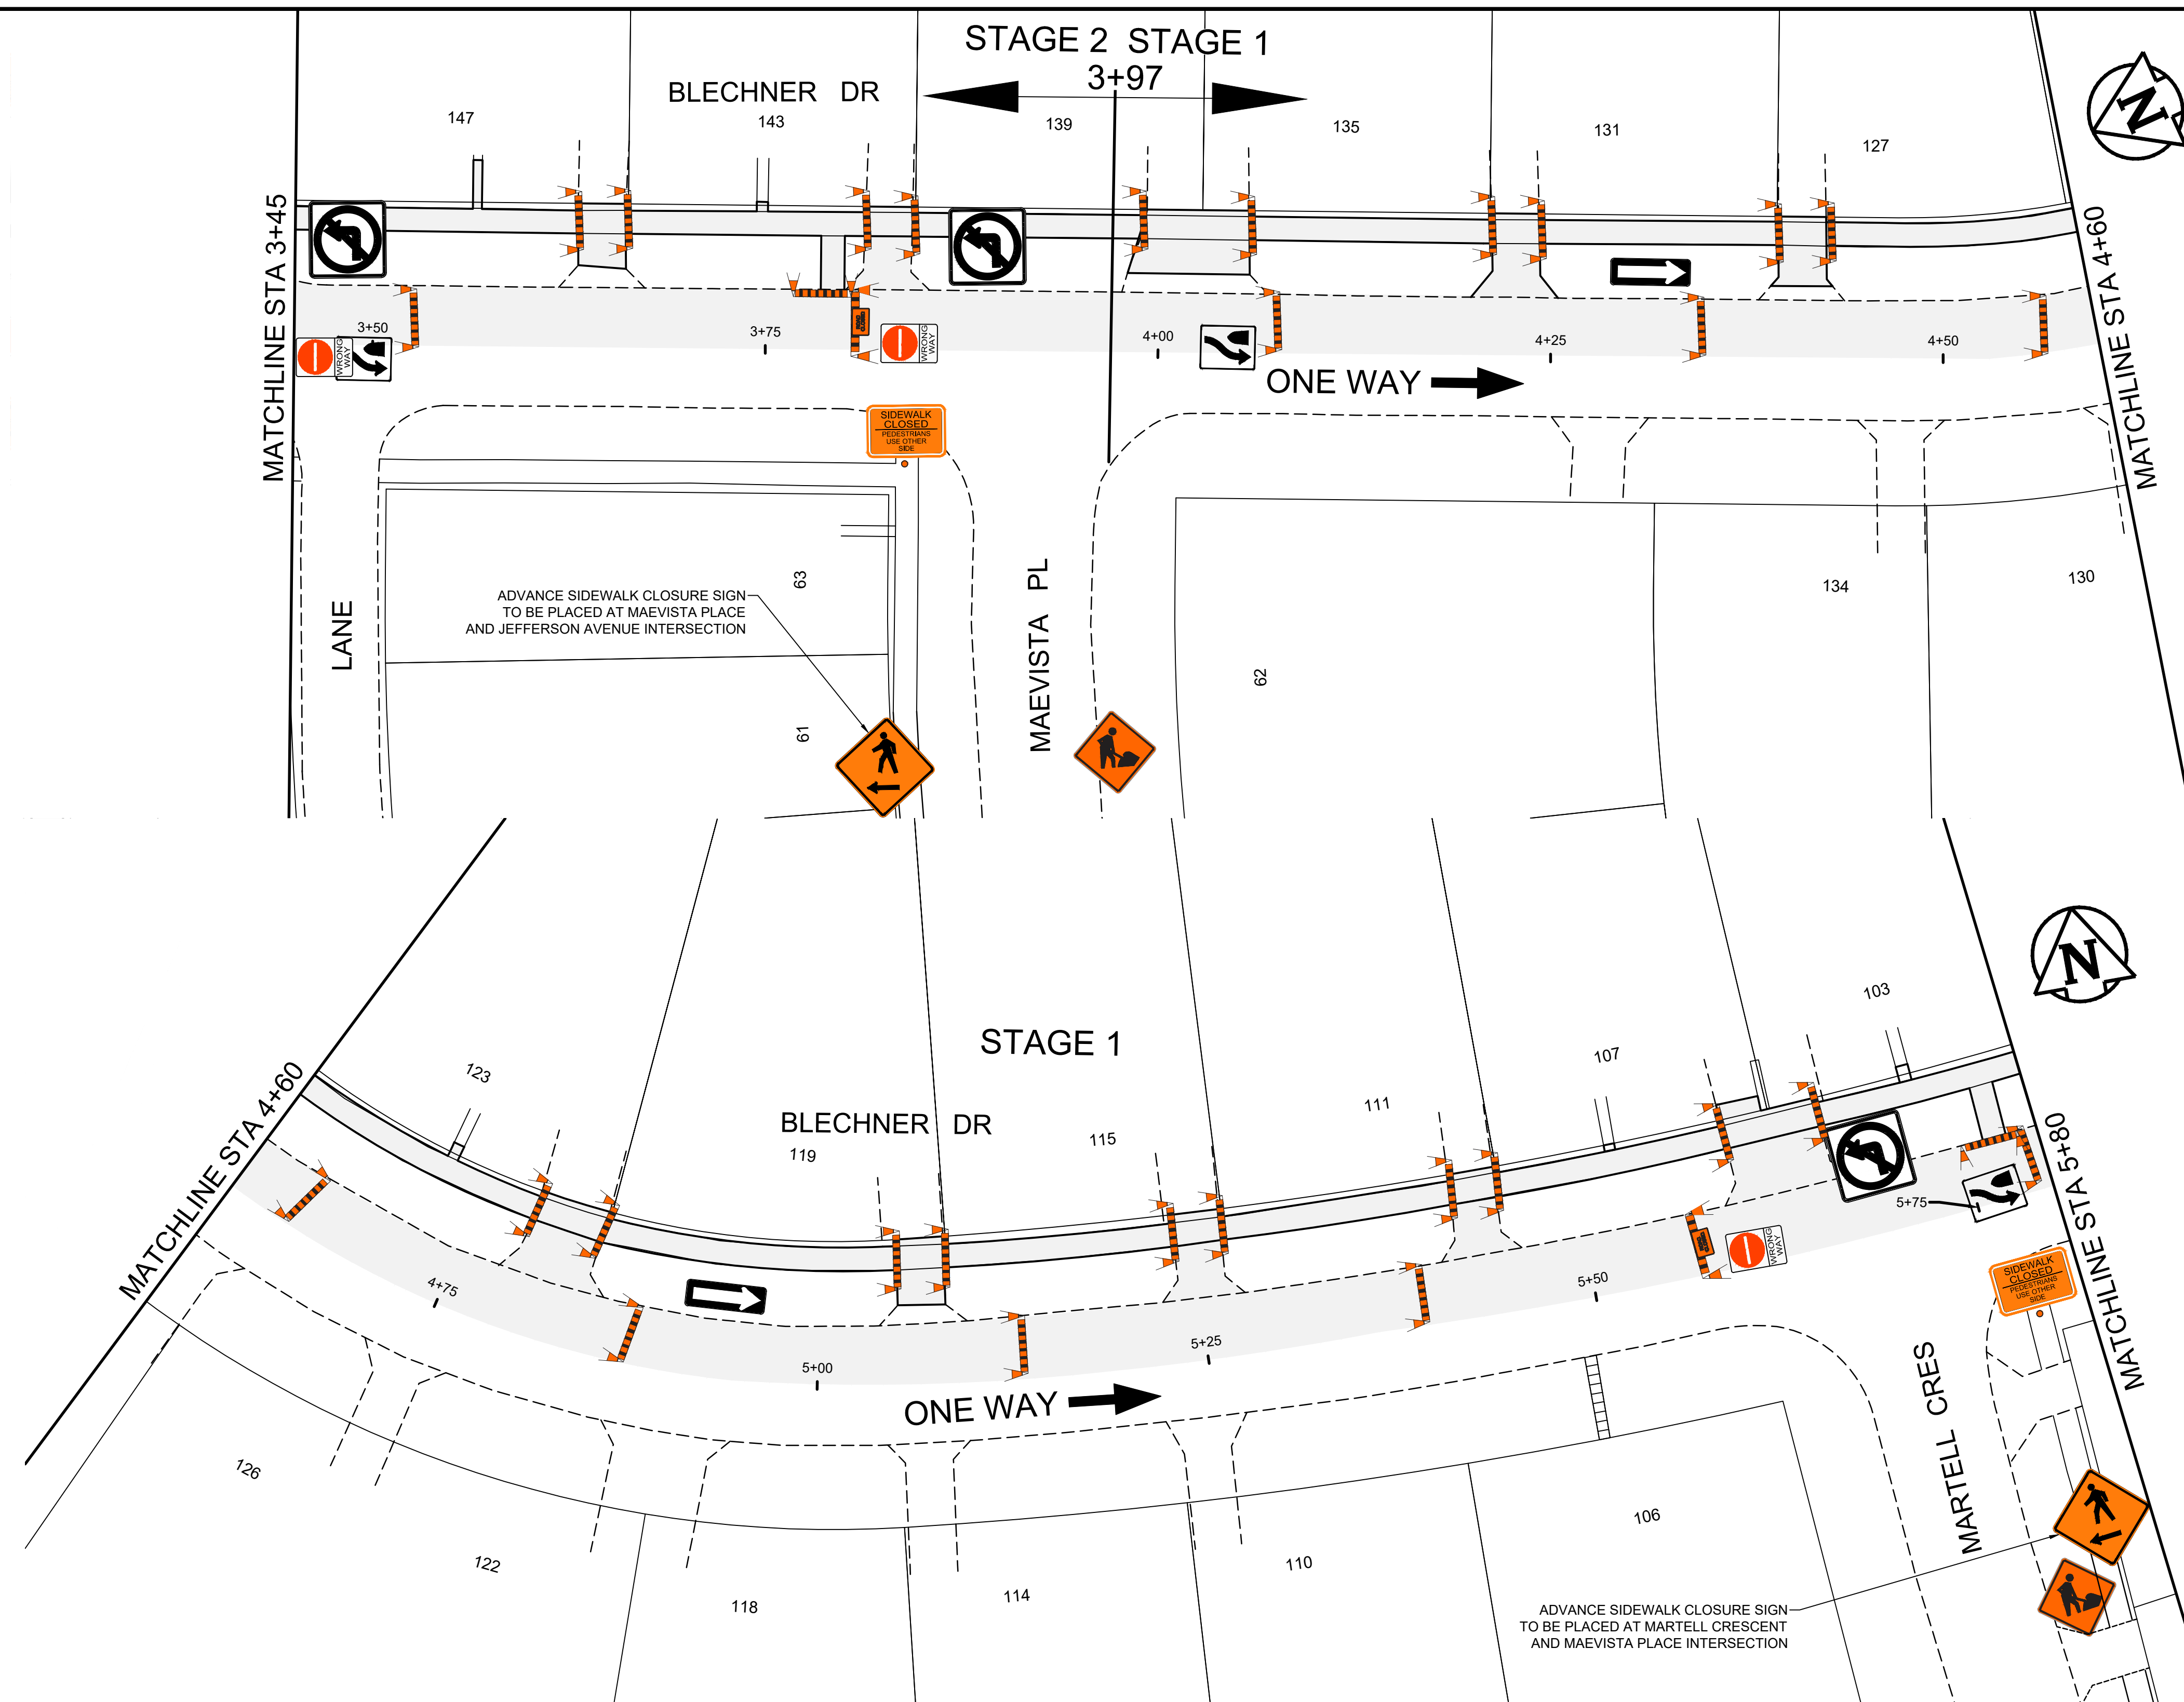 STAGE 2 STAGE 1
3+97
BLECHNER DR
147
143
139
135
131
127
N
MATCHLINE STA 3+45
MATCHLINE STA 4+60
3+50
3+75
4+00
4+25
4+50
WRONG
WAY
WRONG
WAY
ONE WAY
SIDEWALK
CLOSED
PEDESTRIANS
USE OTHER
SIDE
ADVANCE SIDEWALK CLOSURE SIGN
TO BE PLACED AT MAEVISTA PLACE
AND JEFFERSON AVENUE INTERSECTION
LANE
63
61
MAEVISTA PL
62
134
130
N
MATCHLINE STA 4+60
STAGE 1
BLECHNER DR
123
119
115
111
107
103
MATCHLINE STA 5+80
4+75
5+00
5+25
5+50
5+75
WRONG
WAY
ONE WAY
SIDEWALK
CLOSED
PEDESTRIANS
USE OTHER
SIDE
MARTELL CRES
126
122
118
114
110
106
ADVANCE SIDEWALK CLOSURE SIGN
TO BE PLACED AT MARTELL CRESCENT
AND MAEVISTA PLACE INTERSECTION